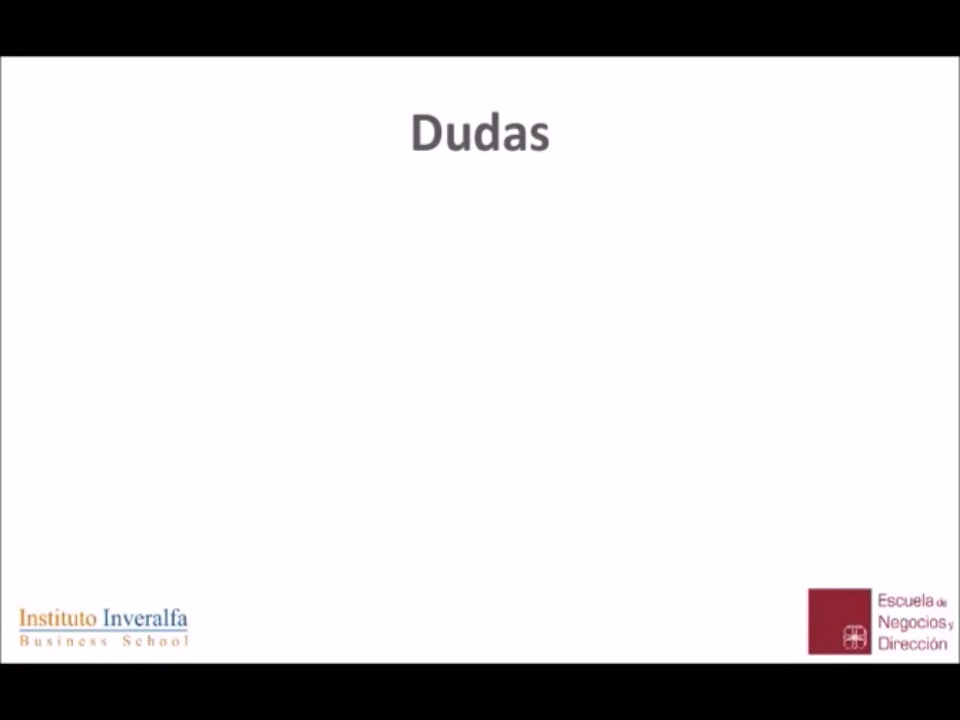 Dudas
Instituto Inveralfa
Business School
Escuela de
Negocios y
Dirección